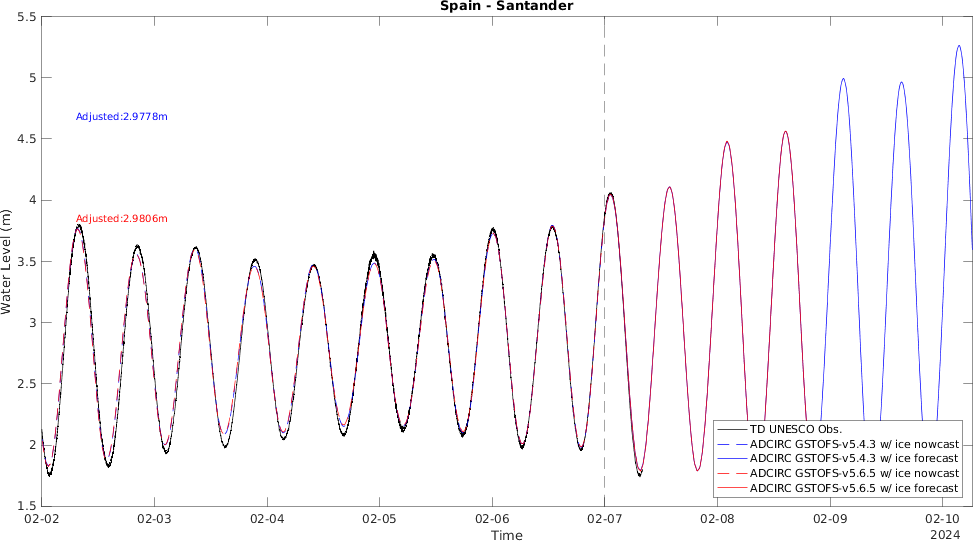 Spain - Santander
5.5
5
4.5
4
3.5
3
2.5
2
1.5
Water Level (m)
Adjusted:2.9778m
Adjusted:2.9806m
TD UNESCO Obs.
ADCIRC GSTOFS-v5.4.3 w/ ice nowcast
ADCIRC GSTOFS-v5.4.3 w/ ice forecast
ADCIRC GSTOFS-v5.6.5 w/ ice nowcast
ADCIRC GSTOFS-v5.6.5 w/ ice forecast
02-02 02-03 02-04 02-05 02-06 02-07 02-08 02-09 02-10
2024
Time